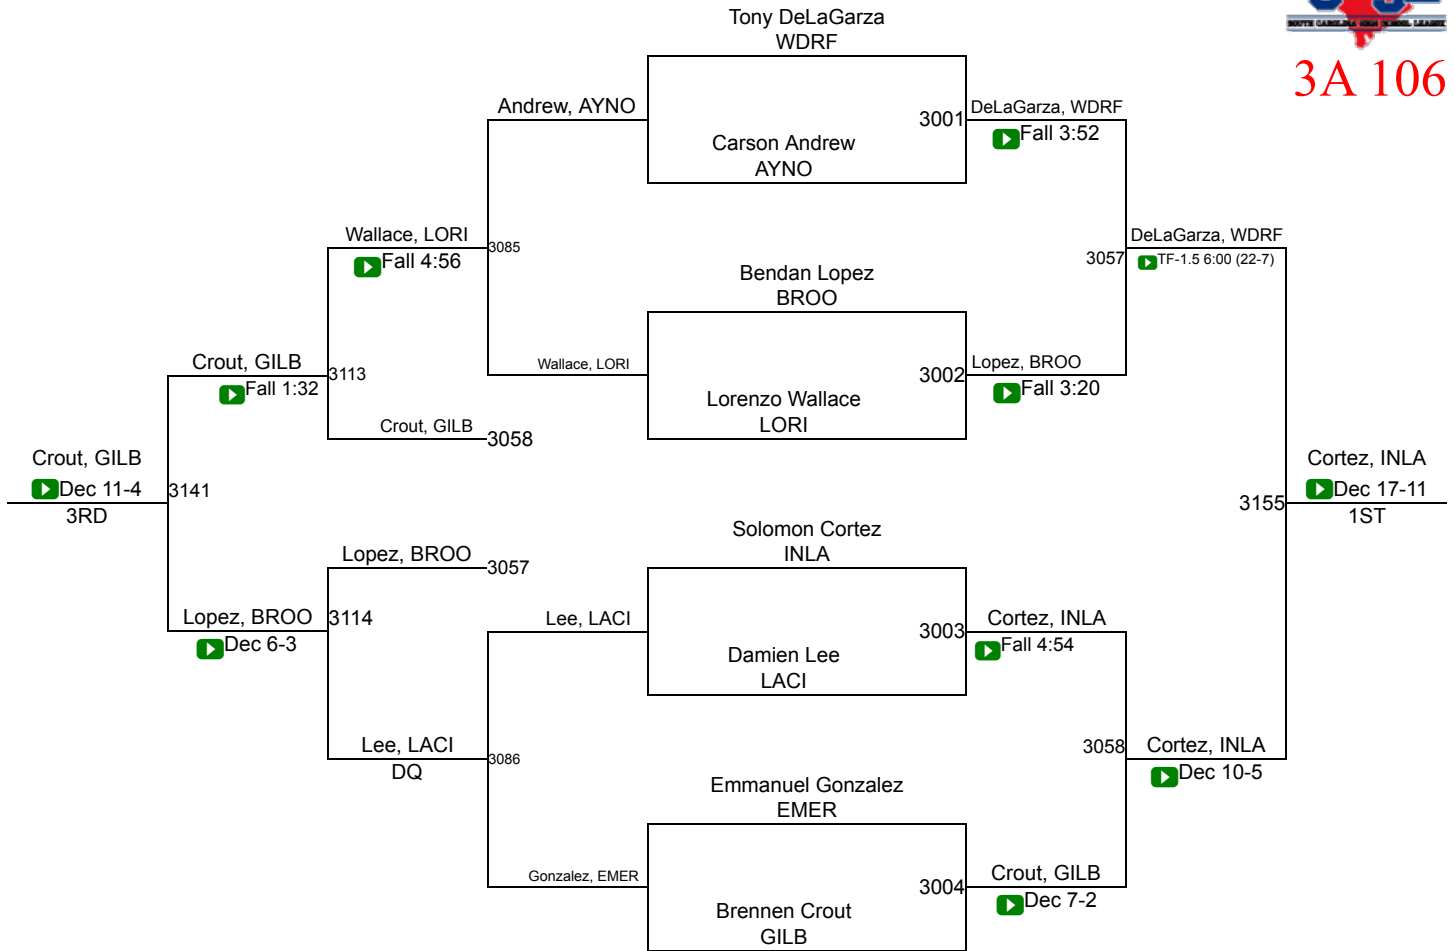 SOUTH CAROLINA HIGH SCHOOL LEAGUE
3A 106
Tony DeLaGarza
WDRF
Andrew, AYNO
3001
DeLaGarza, WDRF
Fall 3:52
Carson Andrew
AYNO
Wallace, LORI
Fall 4:56
3085
3057
DeLaGarza, WDRF
TF-1.5 6:00 (22-7)
Bendan Lopez
BROO
Crout, GILB
Fall 1:32
3113
Wallace, LORI
3002
Lopez, BROO
Fall 3:20
Lorenzo Wallace
LORI
Crout, GILB
3058
Crout, GILB
Dec 11-4
3RD
3141
3155
Cortez, INLA
Dec 17-11
1ST
Solomon Cortez
INLA
Lopez, BROO
3057
Lopez, BROO
Dec 6-3
3114
Lee, LACI
3003
Cortez, INLA
Fall 4:54
Damien Lee
LACI
Lee, LACI
DQ
3086
3058
Cortez, INLA
Dec 10-5
Emmanuel Gonzalez
EMER
Gonzalez, EMER
3004
Crout, GILB
Dec 7-2
Brennen Crout
GILB